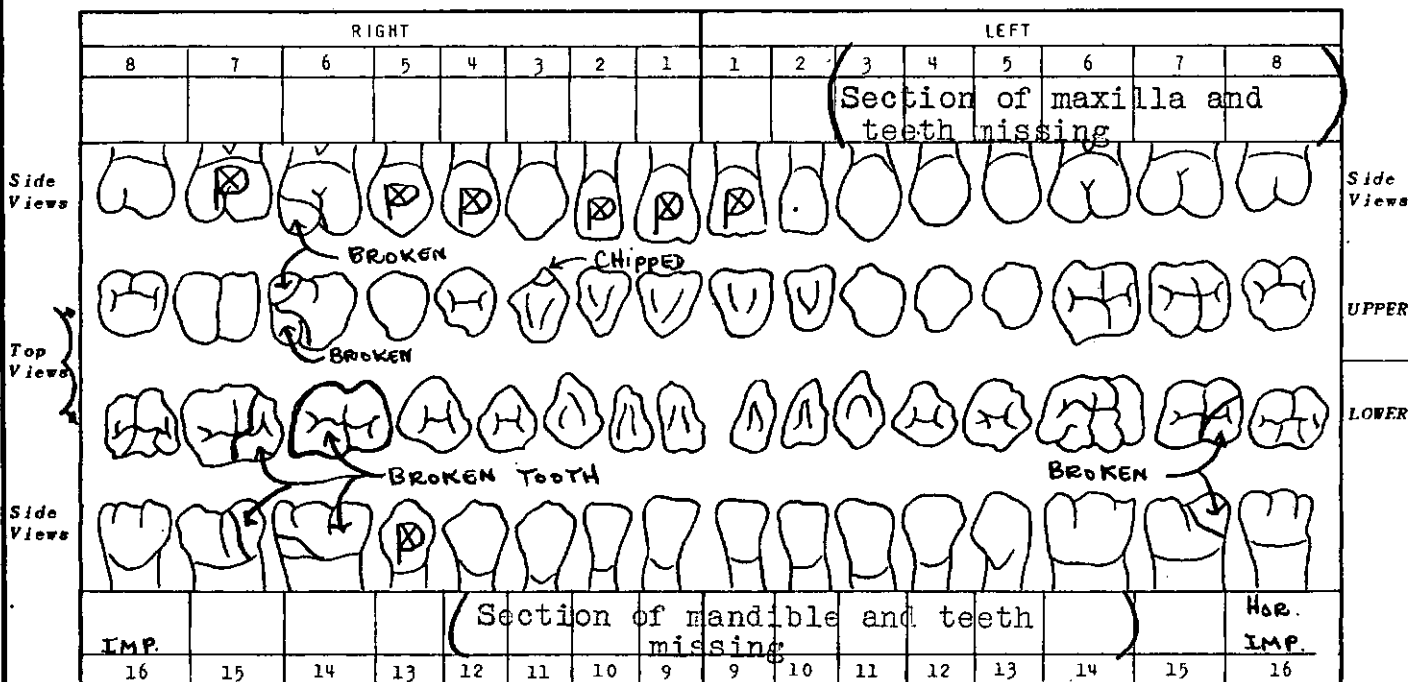 RIGHT LEFT
8 7 6 5 4 3 2 1 1 2 3 4 5 6 7 8
Section of maxilla and
teeth missing
Side
Views
Side
Views
BROKEN
CHIPPED
UPPER
BROKEN
Top
Views
LOWER
BROKEN TOOTH
BROKEN
Side
Views
Section of mandible and teeth
missing
HOR.
IMP.
IMP.
16 15 14 13 12 11 10 9 9 10 11 12 13 14 15 16